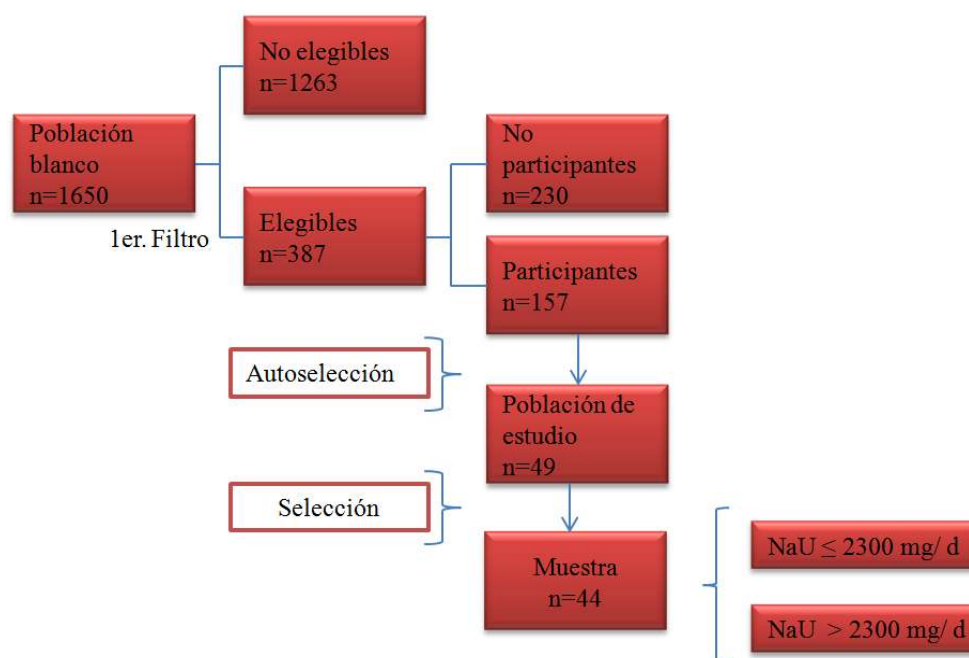 No elegibles
n=1263
Población
blanco
n=1650
1er. Filtro
Elegibles
n=387
No
participantes
n=230
Participantes
n=157
Autoselección
Población de
estudio
n=49
Selección
Muestra
n=44
NaU ≤ 2300 mg/ d
NaU > 2300 mg/ d